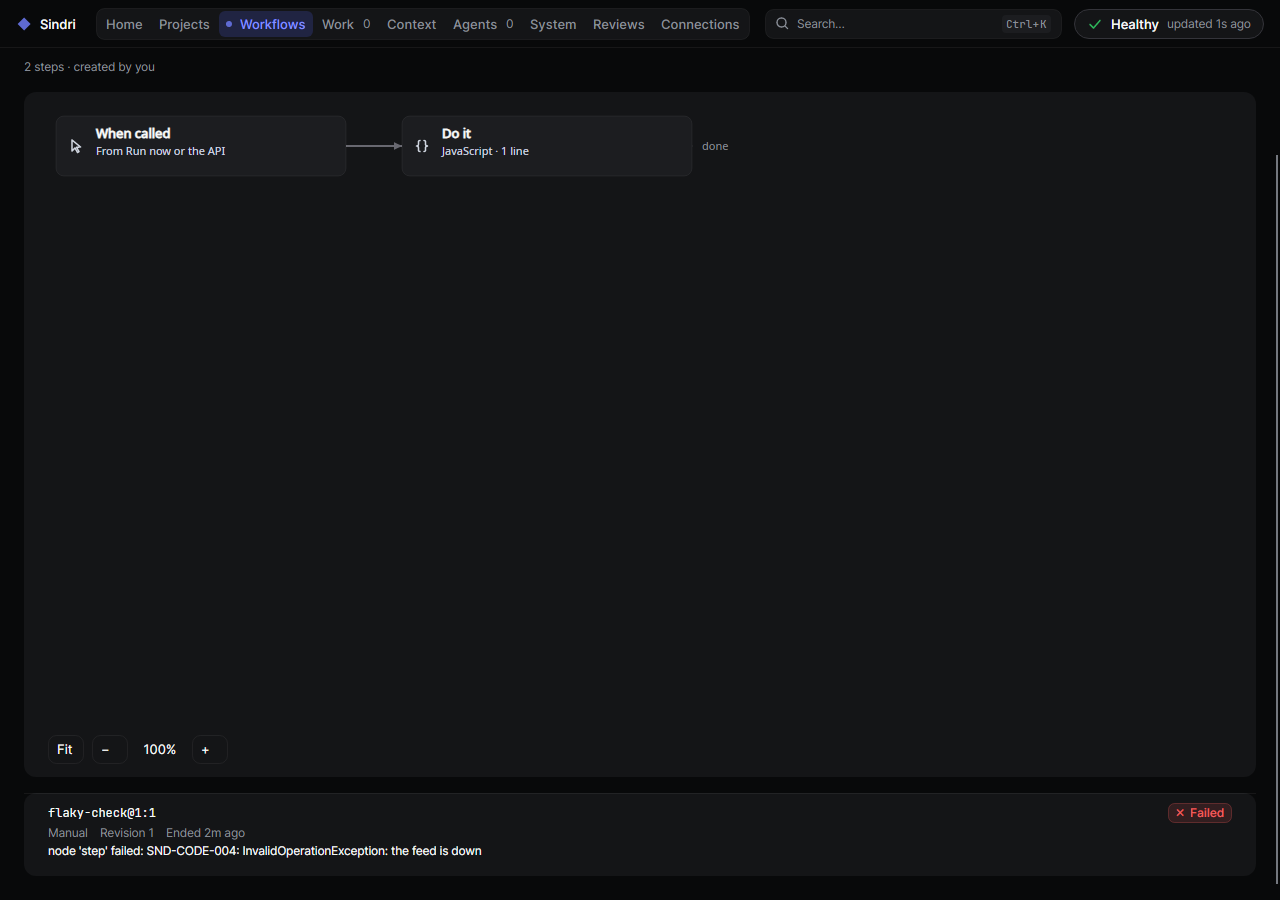 Sindri
Home Projects Workflows Work 0 Context Agents 0 System Reviews Connections
Search... Ctrl+K
Healthy updated 1s ago
2 steps · created by you
When called
From Run now or the API
Do it
JavaScript · 1 line
done
Fit − 100% +
flaky-check@1:1
Failed
Manual Revision 1 Ended 2m ago
node 'step' failed: SND-CODE-004: InvalidOperationException: the feed is down